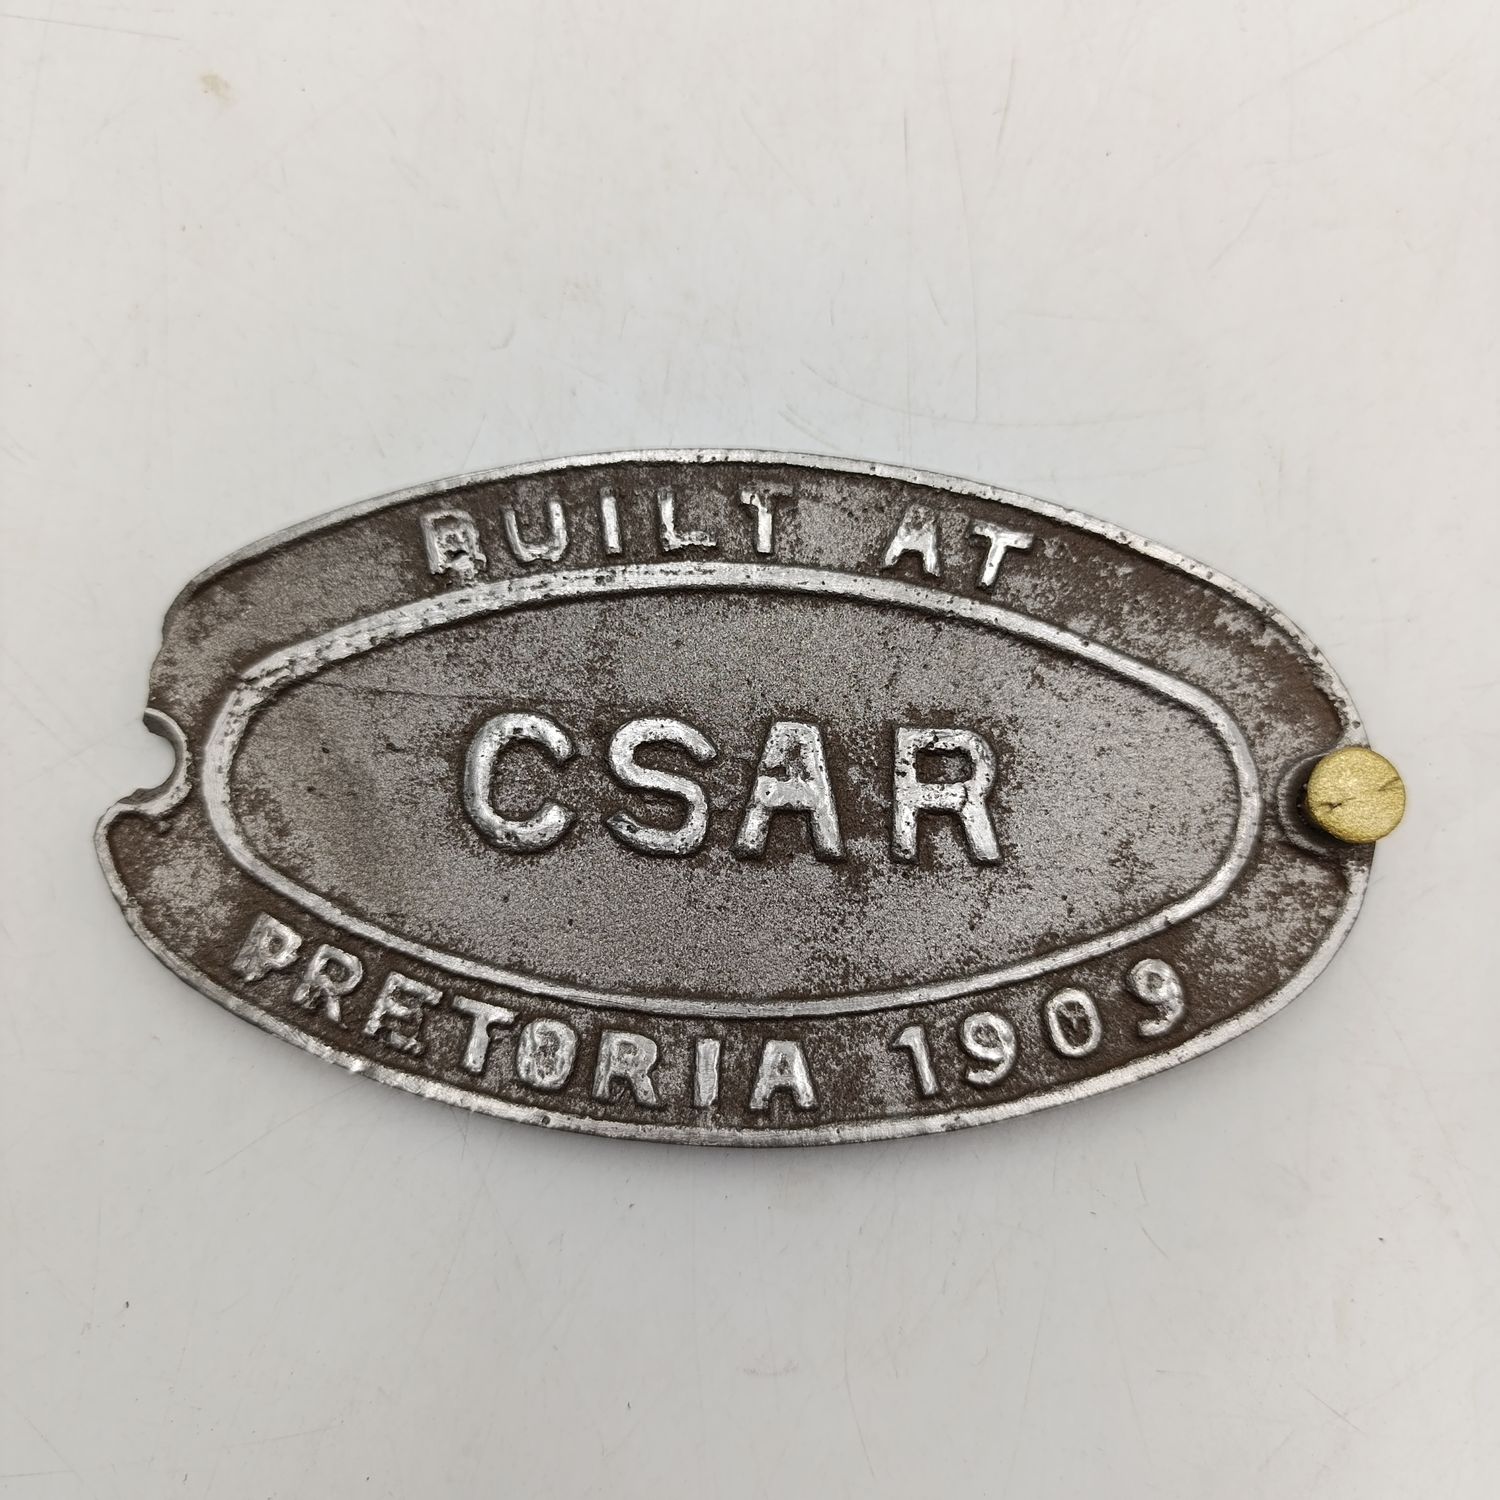 BUILT AT
CSAR
PRETORIA 1909